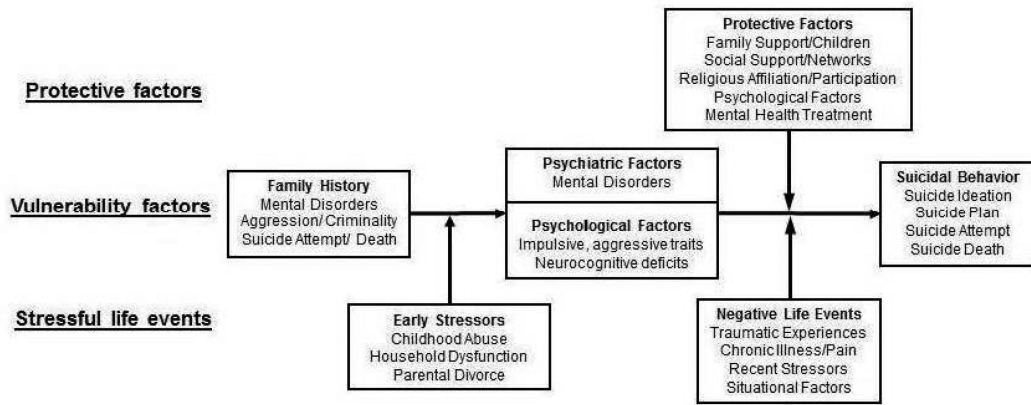 Protective Factors
Family Support/Children
Social Support/Networks
Religious Affiliation/Participation
Psychological Factors
Mental Health Treatment
Protective factors
Psychiatric Factors
Mental Disorders
Vulnerability factors
Family History
Mental Disorders
Aggression/ Criminality
Suicide Attempt/ Death
Psychological Factors
Impulsive, aggressive traits
Neurocognitive deficits
Suicidal Behavior
Suicide Ideation
Suicide Plan
Suicide Attempt
Suicide Death
Stressful life events
Early Stressors
Childhood Abuse
Household Dysfunction
Parental Divorce
Negative Life Events
Traumatic Experiences
Chronic Illness/Pain
Recent Stressors
Situational Factors